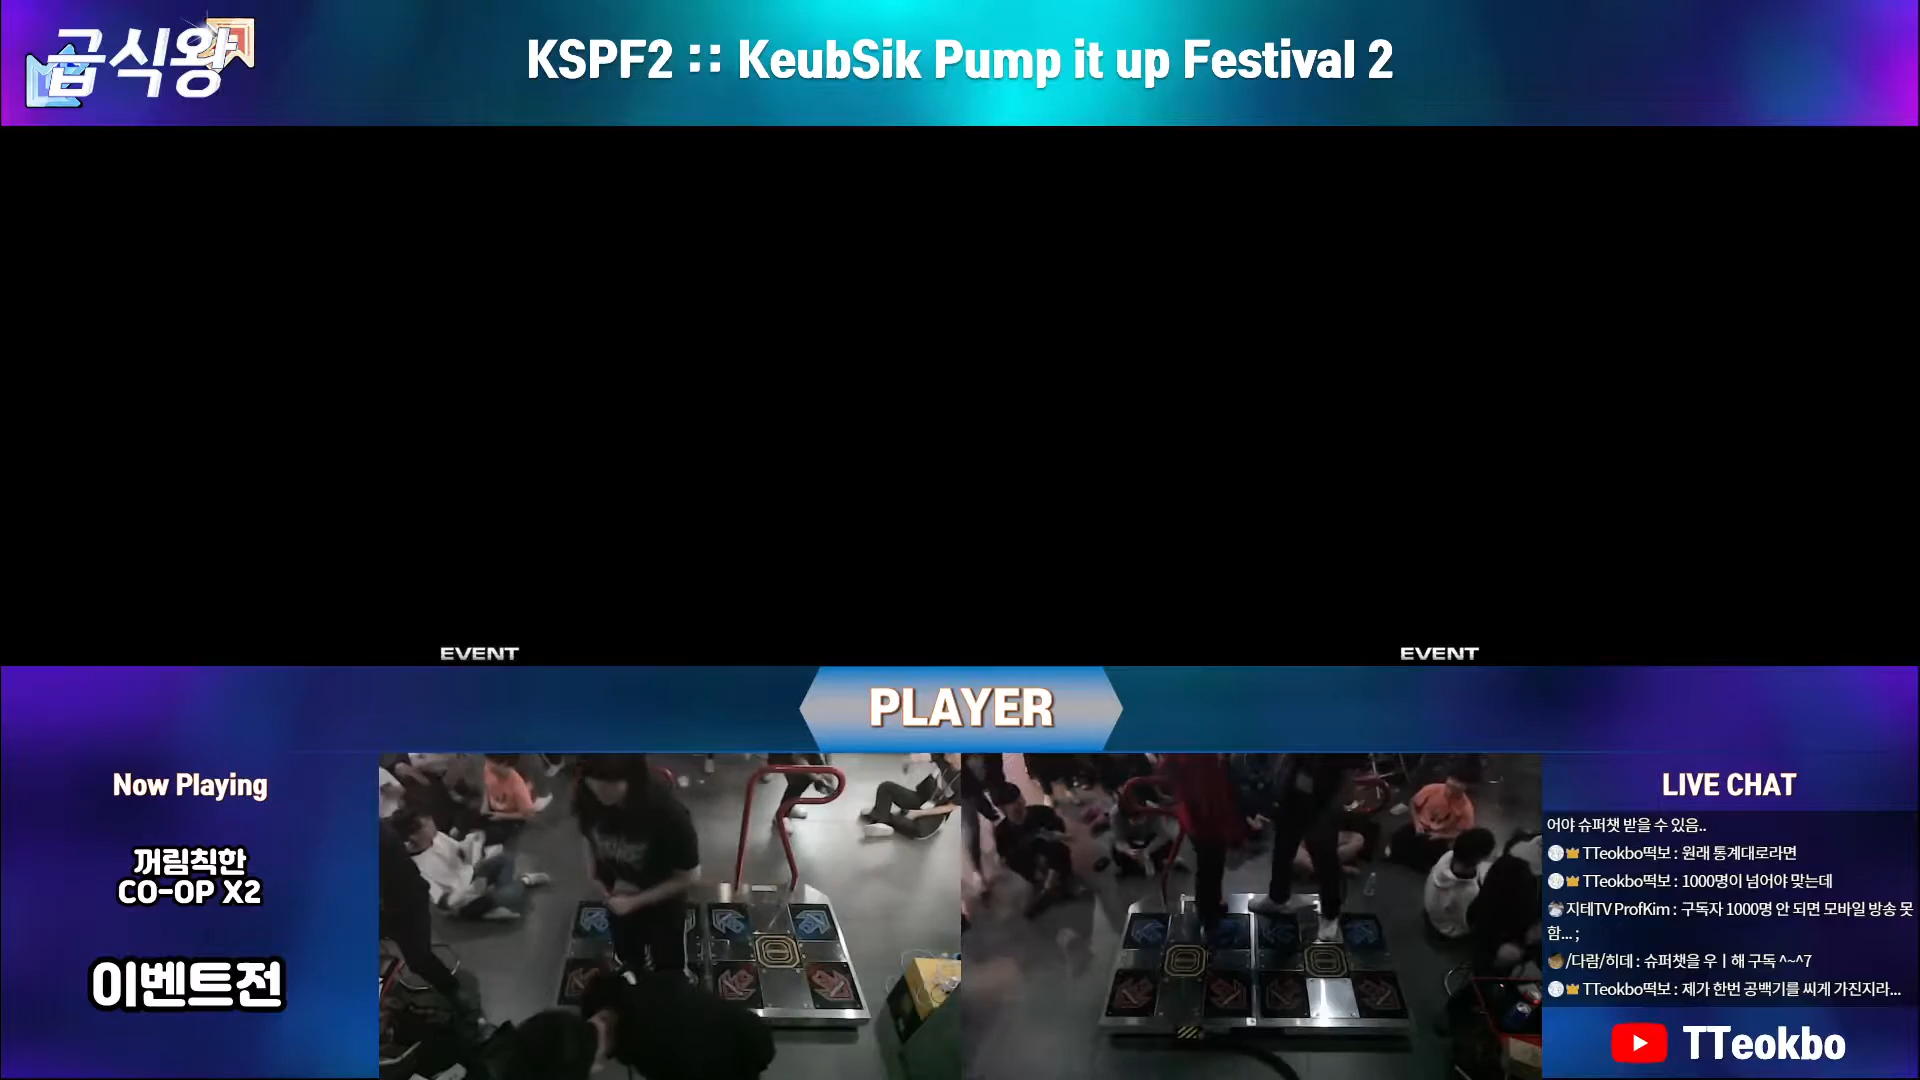 급식왕
KSPF2 :: KeubSik Pump it up Festival 2
EVENT
EVENT
PLAYER
Now Playing
꺼림칙한
CO-OP X2
이벤트전
LIVE CHAT
어야 슈퍼챗 받을 수 있음..
TTeokbo떡보 : 원래 통계대로라면
TTeokbo떡보 : 1000명이 넘어야 맞는데
지테TV ProfKim : 구독자 1000명 안 되면 모바일 방송 못
함... ;
/다람/히데 : 슈퍼챗을 우ㅣ해 구독 ^~^7
TTeokbo떡보 : 제가 한번 공백기를 씨게 가진지라...
TTeokbo